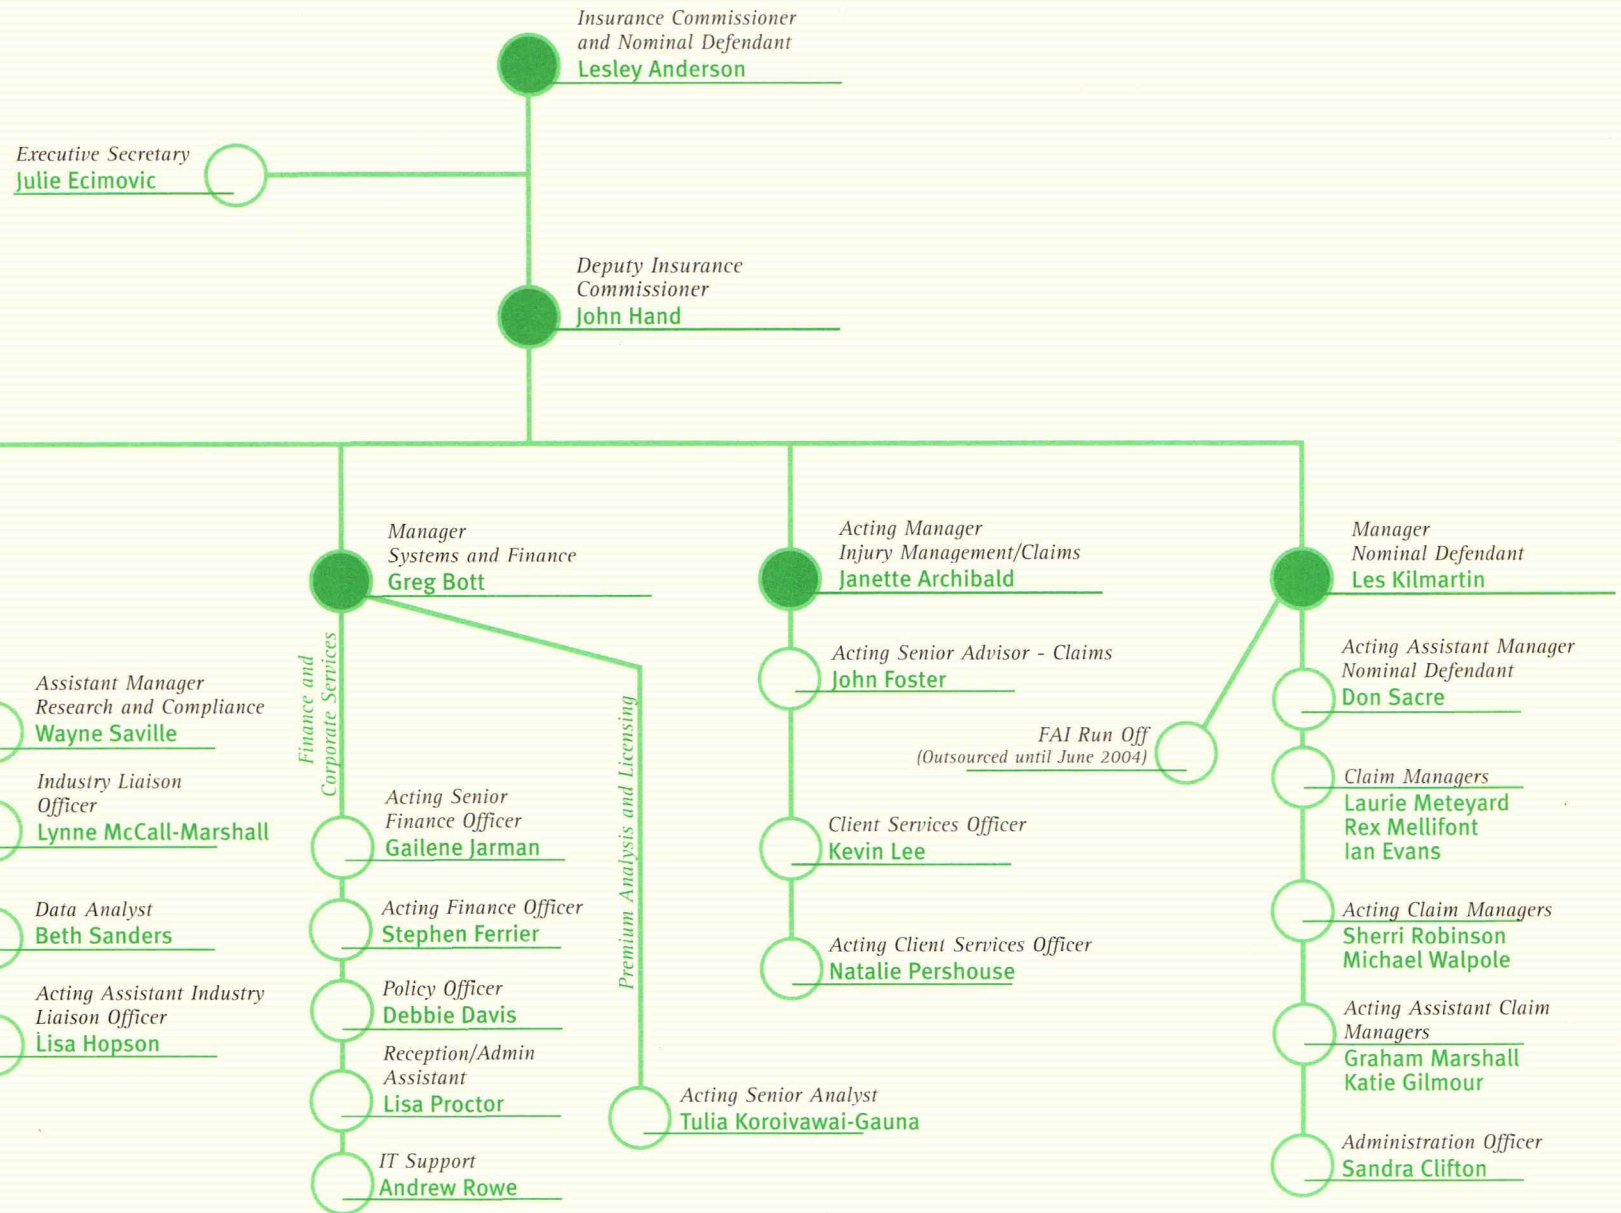 Insurance Commissioner
and Nominal Defendant
Lesley Anderson
Executive Secretary
Julie Ecimovic
Deputy Insurance
Commissioner
John Hand
Assistant Manager
Research and Compliance
Wayne Saville
Industry Liaison
Officer
Lynne McCall-Marshall
Data Analyst
Beth Sanders
Acting Assistant Industry
Liaison Officer
Lisa Hopson
Manager
Systems and Finance
Greg Bott
Finance and
Corporate Services
Acting Senior
Finance Officer
Gailene Jarman
Acting Finance Officer
Stephen Ferrier
Policy Officer
Debbie Davis
Reception/Admin
Assistant
Lisa Proctor
IT Support
Andrew Rowe
Premium Analysis and Licensing
Acting Senior Analyst
Tulia Koroivawai-Gauna
Acting Manager
Injury Management/Claims
Janette Archibald
Acting Senior Advisor - Claims
John Foster
Client Services Officer
Kevin Lee
Acting Client Services Officer
Natalie Pershouse
Manager
Nominal Defendant
Les Kilmartin
FAI Run Off
(Outsourced until June 2004)
Acting Assistant Manager
Nominal Defendant
Don Sacre
Claim Managers
Laurie Meteyard
Rex Mellifont
Ian Evans
Acting Claim Managers
Sherri Robinson
Michael Walpole
Acting Assistant Claim
Managers
Graham Marshall
Katie Gilmour
Administration Officer
Sandra Clifton